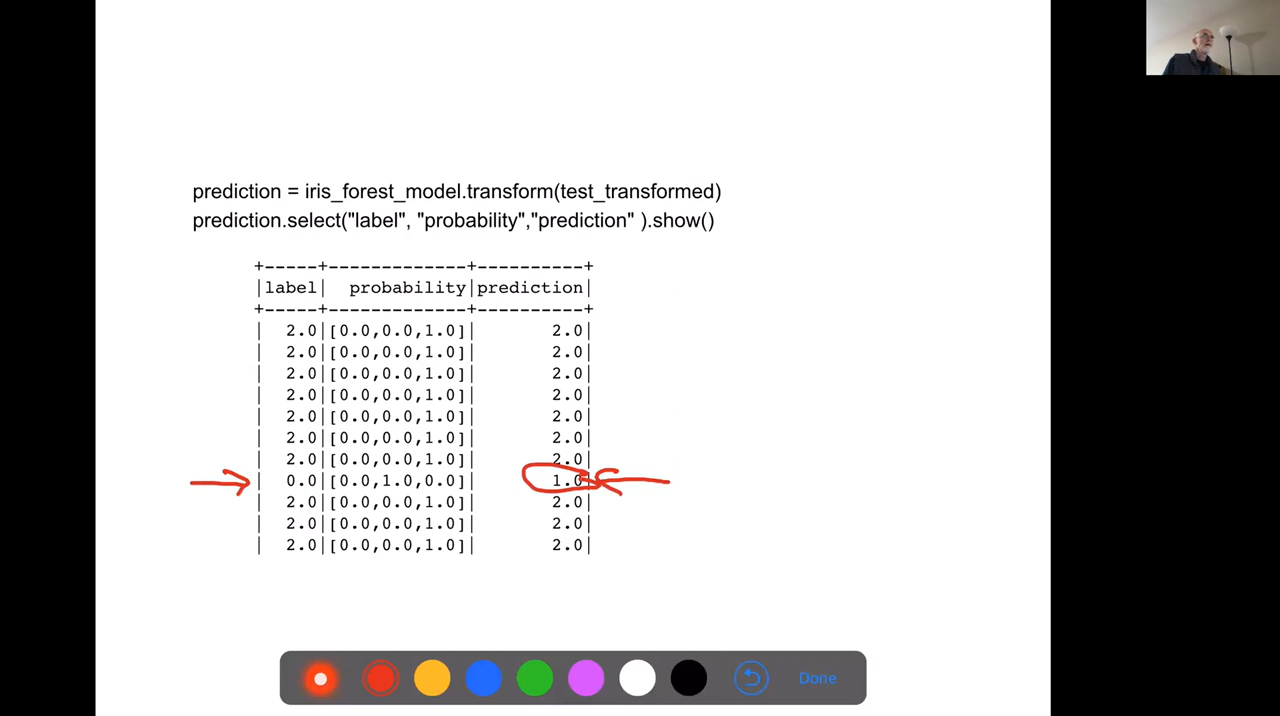 prediction = iris_forest_model.transform(test_transformed)
prediction.select("label", "probability","prediction" ).show()
+-----+-------------+----------+
|label|  probability|prediction|
+-----+-------------+----------+
|  2.0|[0.0,0.0,1.0]|       2.0|
|  2.0|[0.0,0.0,1.0]|       2.0|
|  2.0|[0.0,0.0,1.0]|       2.0|
|  2.0|[0.0,0.0,1.0]|       2.0|
|  2.0|[0.0,0.0,1.0]|       2.0|
|  2.0|[0.0,0.0,1.0]|       2.0|
|  2.0|[0.0,0.0,1.0]|       2.0|
|  0.0|[0.0,1.0,0.0]|       1.0|
|  2.0|[0.0,0.0,1.0]|       2.0|
|  2.0|[0.0,0.0,1.0]|       2.0|
|  2.0|[0.0,0.0,1.0]|       2.0|
Done